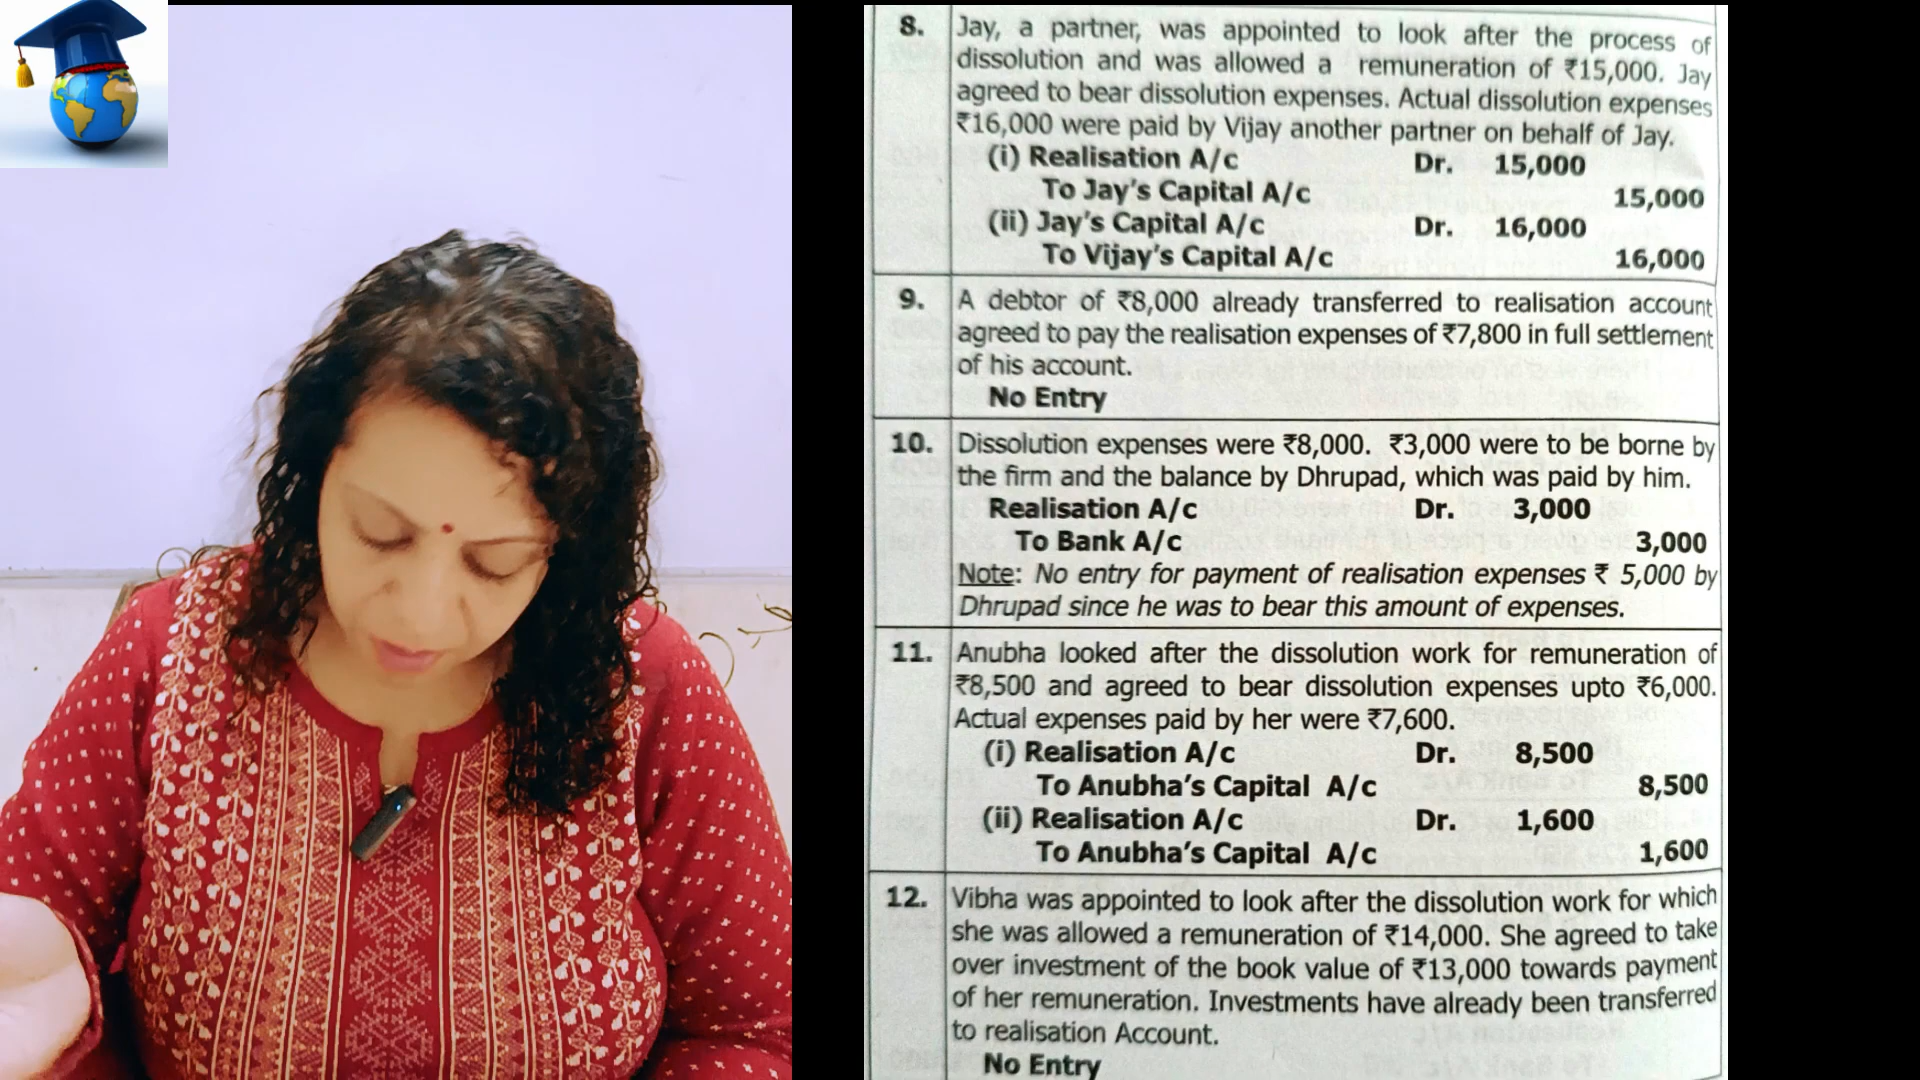 8. Jay, a partner, was appointed to look after the process of
dissolution and was allowed a remuneration of ₹15,000. Jay
agreed to bear dissolution expenses. Actual dissolution expenses
₹16,000 were paid by Vijay another partner on behalf of Jay.
(i) Realisation A/c Dr. 15,000
To Jay's Capital A/c 15,000
(ii) Jay's Capital A/c Dr. 16,000
To Vijay's Capital A/c 16,000
9. A debtor of ₹8,000 already transferred to realisation account
agreed to pay the realisation expenses of ₹7,800 in full settlement
of his account.
No Entry
10. Dissolution expenses were ₹8,000. ₹3,000 were to be borne by
the firm and the balance by Dhrupad, which was paid by him.
Realisation A/c Dr. 3,000
To Bank A/c 3,000
Note: No entry for payment of realisation expenses ₹ 5,000 by
Dhrupad since he was to bear this amount of expenses.
11. Anubha looked after the dissolution work for remuneration of
₹8,500 and agreed to bear dissolution expenses upto ₹6,000.
Actual expenses paid by her were ₹7,600.
(i) Realisation A/c Dr. 8,500
To Anubha's Capital A/c 8,500
(ii) Realisation A/c Dr. 1,600
To Anubha's Capital A/c 1,600
12. Vibha was appointed to look after the dissolution work for which
she was allowed a remuneration of ₹14,000. She agreed to take
over investment of the book value of ₹13,000 towards payment
of her remuneration. Investments have already been transferred
to realisation Account.
No Entry